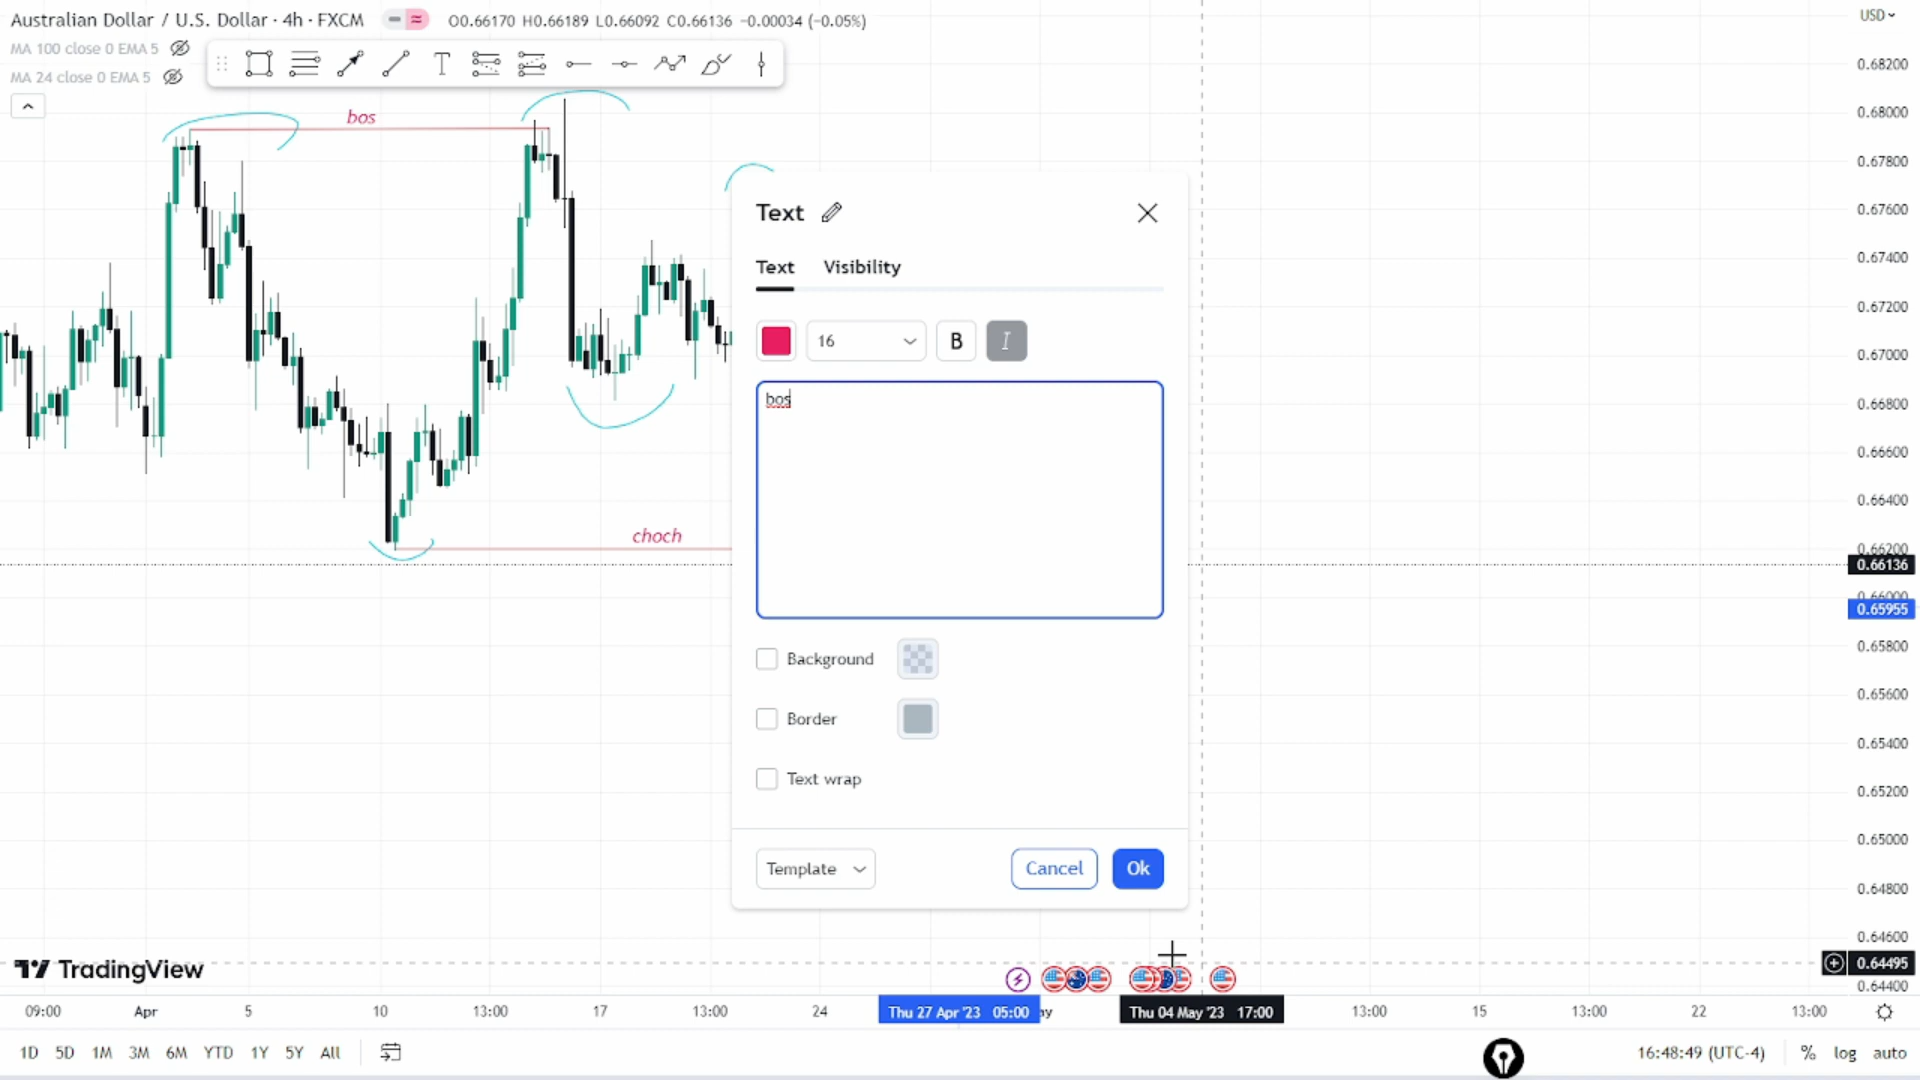 Australian Dollar / U.S. Dollar · 4h · FXCM
O0.66170 H0.66189 L0.66092 C0.66136 −0.00034 (−0.05%)
USD
MA 100 close 0 EMA 5
MA 24 close 0 EMA 5
T
bos
choch
Text
Text Visibility
16
B I
bos
Background
Border
Text wrap
Template
Cancel
Ok
0.68200
0.68000
0.67800
0.67600
0.67400
0.67200
0.67000
0.66800
0.66600
0.66400
0.66200
0.66136
0.66000
0.65955
0.65800
0.65600
0.65400
0.65200
0.65000
0.64800
0.64600
0.64495
0.64400
TradingView
09:00 Apr 5 10 13:00 17 13:00 24 Thu 27 Apr '23 05:00 ay Thu 04 May '23 17:00 13:00 15 13:00 22 13:00
1D 5D 1M 3M 6M YTD 1Y 5Y All
16:48:49 (UTC-4) % log auto